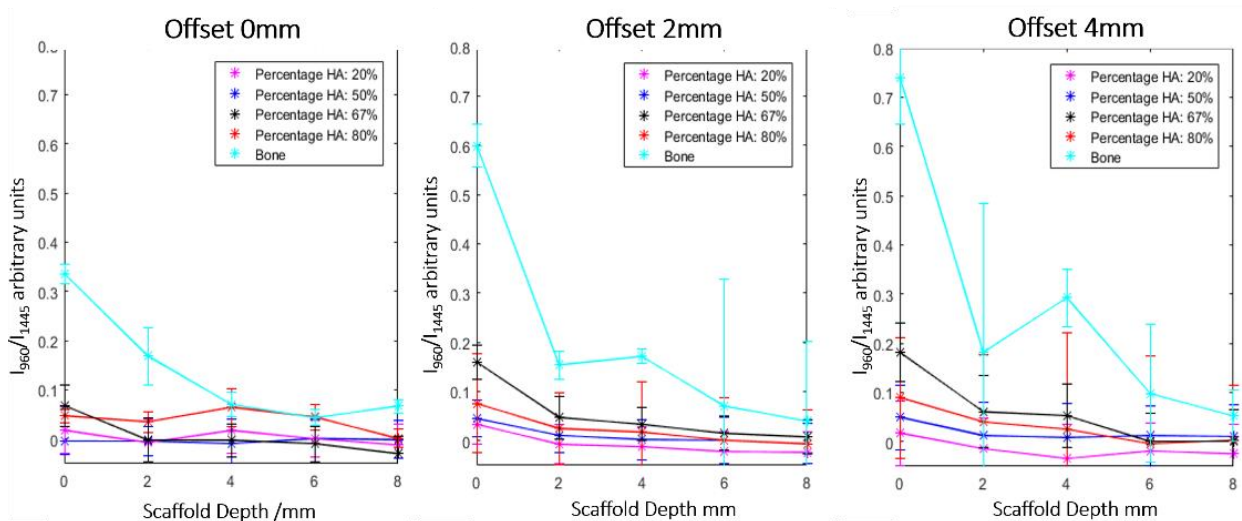 Offset 0mm
0.8
0.7
0.6
0.5
0.4
0.3
0.2
0.1
0
I960/I1445 arbitrary units
Percentage HA: 20%
Percentage HA: 50%
Percentage HA: 67%
Percentage HA: 80%
Bone
0 2 4 6 8
Scaffold Depth /mm
Offset 2mm
0.8
0.7
0.6
0.5
0.4
0.3
0.2
0.1
0
I960/I1445 arbitrary units
Percentage HA: 20%
Percentage HA: 50%
Percentage HA: 67%
Percentage HA: 80%
Bone
0 2 4 6 8
Scaffold Depth mm
Offset 4mm
0.8
0.7
0.6
0.5
0.4
0.3
0.2
0.1
0
I960/I1445 arbitrary units
Percentage HA: 20%
Percentage HA: 50%
Percentage HA: 67%
Percentage HA: 80%
Bone
0 2 4 6 8
Scaffold Depth mm